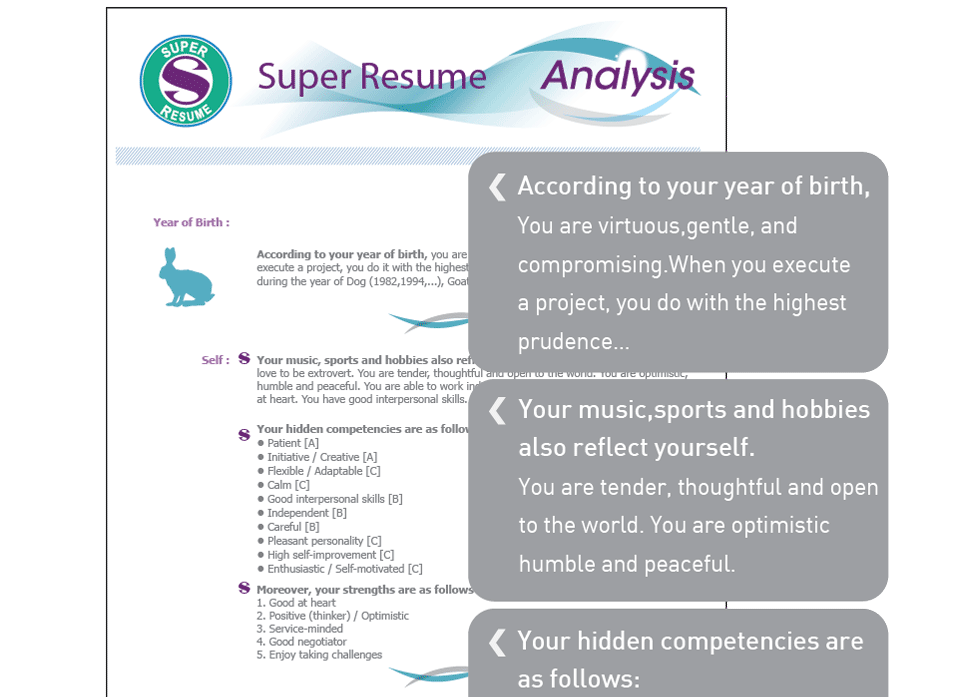 SUPER
S
RESUME
Super Resume
Analysis
Year of Birth :
According to your year of birth, you are
execute a project, you do it with the highest
during the year of Dog (1982,1994,...), Goat
Self :
S Your music, sports and hobbies also refl
love to be extrovert. You are tender, thoughtful and open to the world. You are optimistic,
humble and peaceful. You are able to work in
at heart. You have good interpersonal skills.
S Your hidden competencies are as follow
● Patient [A]
● Initiative / Creative [A]
● Flexible / Adaptable [C]
● Calm [C]
● Good interpersonal skills [B]
● Independent [B]
● Careful [B]
● Pleasant personality [C]
● High self-improvement [C]
● Enthusiastic / Self-motivated [C]
S Moreover, your strengths are as follows
1. Good at heart
2. Positive (thinker) / Optimistic
3. Service-minded
4. Good negotiator
5. Enjoy taking challenges
According to your year of birth,
You are virtuous,gentle, and
compromising.When you execute
a project, you do with the highest
prudence...
Your music,sports and hobbies
also reflect yourself.
You are tender, thoughtful and open
to the world. You are optimistic
humble and peaceful.
Your hidden competencies are
as follows: